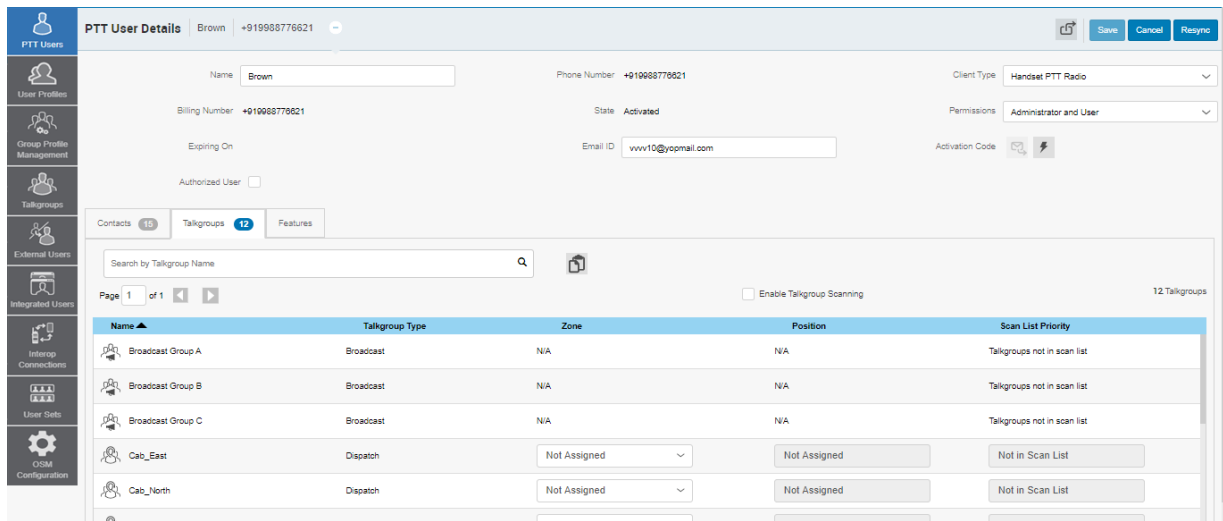 PTT Users
User Profiles
Group Profile
Management
Talkgroups
External Users
Integrated Users
Interop
Connections
User Sets
OSM
Configuration
PTT User Details Brown +919988776621
Save Cancel Resync
Name Brown Phone Number +919988776621 Client Type Handset PTT Radio
Billing Number +919988776621 State Activated Permissions Administrator and User
Expiring On Email ID vvvv10@yopmail.com Activation Code
Authorized User
Contacts 15 Talkgroups 12 Features
Search by Talkgroup Name
Page 1 of 1 Enable Talkgroup Scanning 12 Talkgroups
Name Talkgroup Type Zone Position Scan List Priority
Broadcast Group A Broadcast N/A N/A Talkgroups not in scan list
Broadcast Group B Broadcast N/A N/A Talkgroups not in scan list
Broadcast Group C Broadcast N/A N/A Talkgroups not in scan list
Cab_East Dispatch Not Assigned Not Assigned Not in Scan List
Cab_North Dispatch Not Assigned Not Assigned Not in Scan List